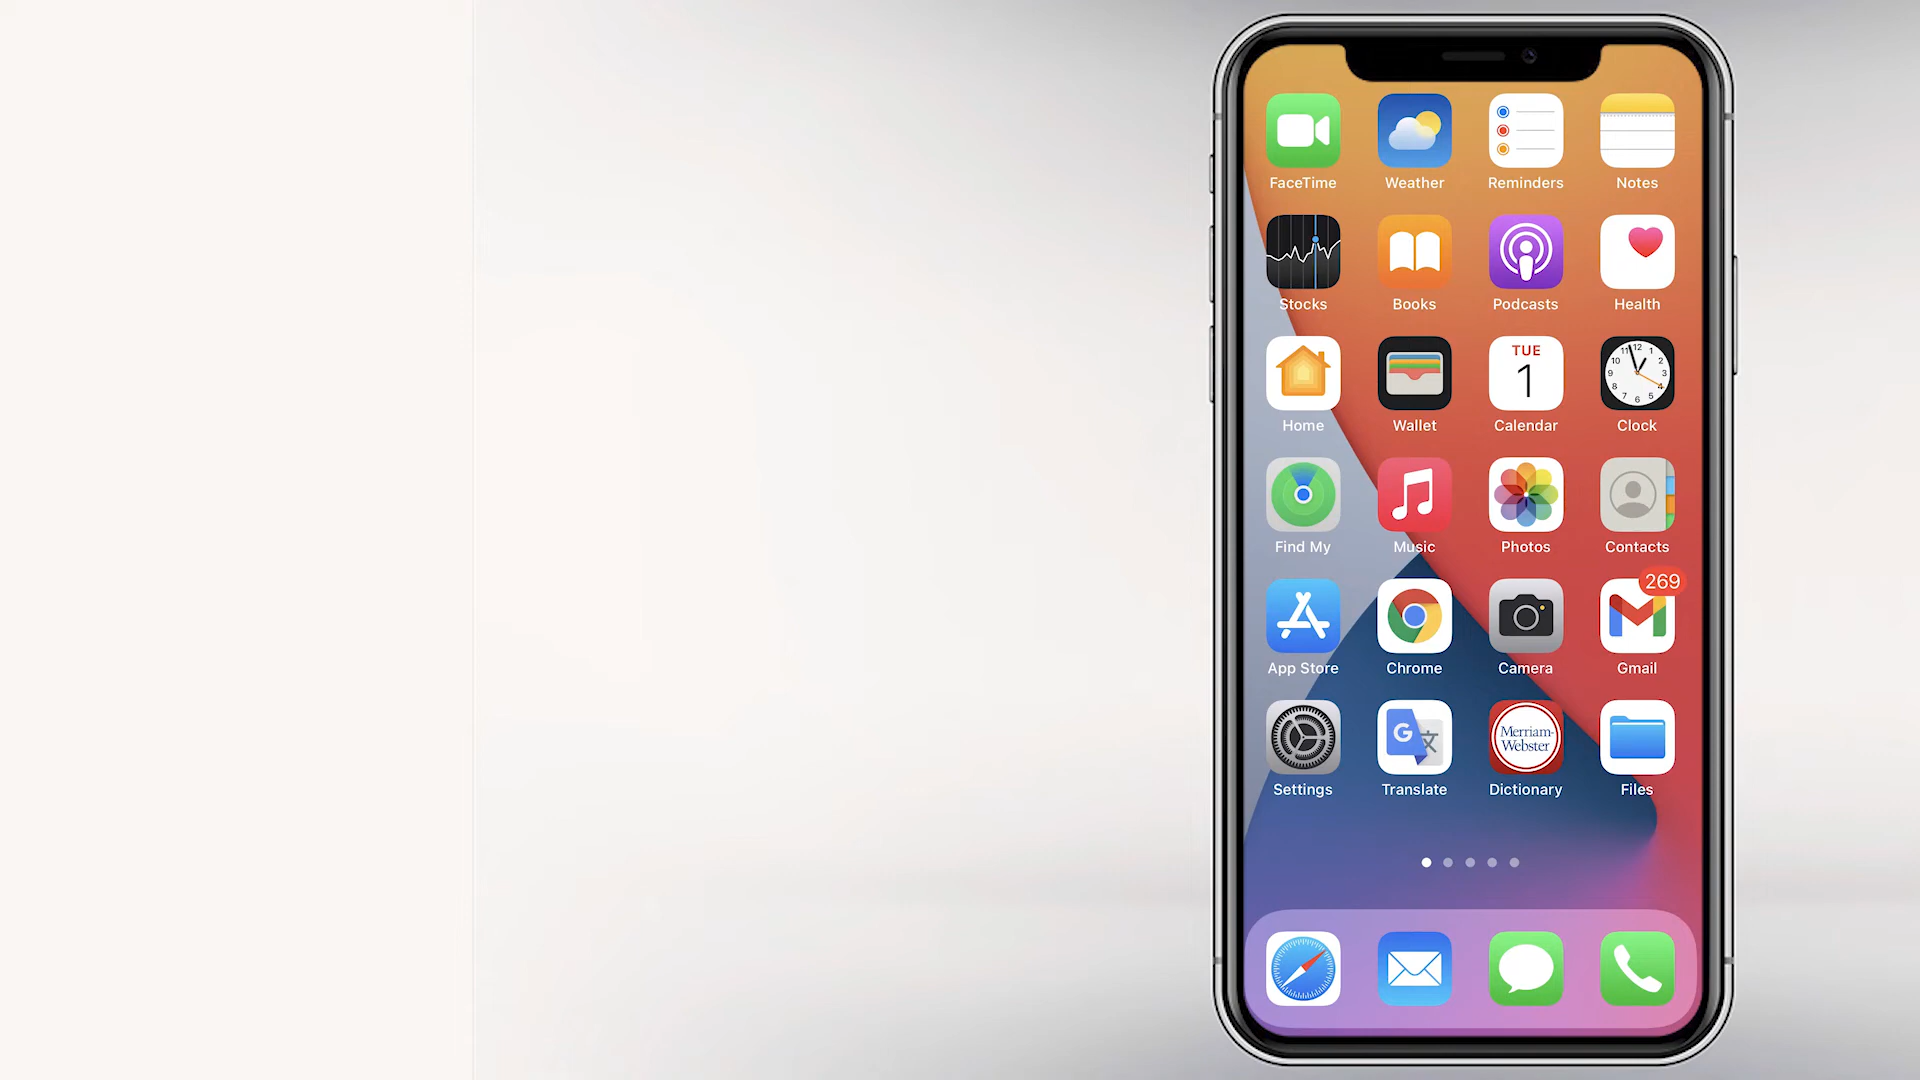 FaceTime Weather Reminders Notes
Stocks Books Podcasts Health
TUE
1
Home Wallet Calendar Clock
Find My Music Photos Contacts
269
App Store Chrome Camera Gmail
G 文
Merriam-
Webster
Settings Translate Dictionary Files